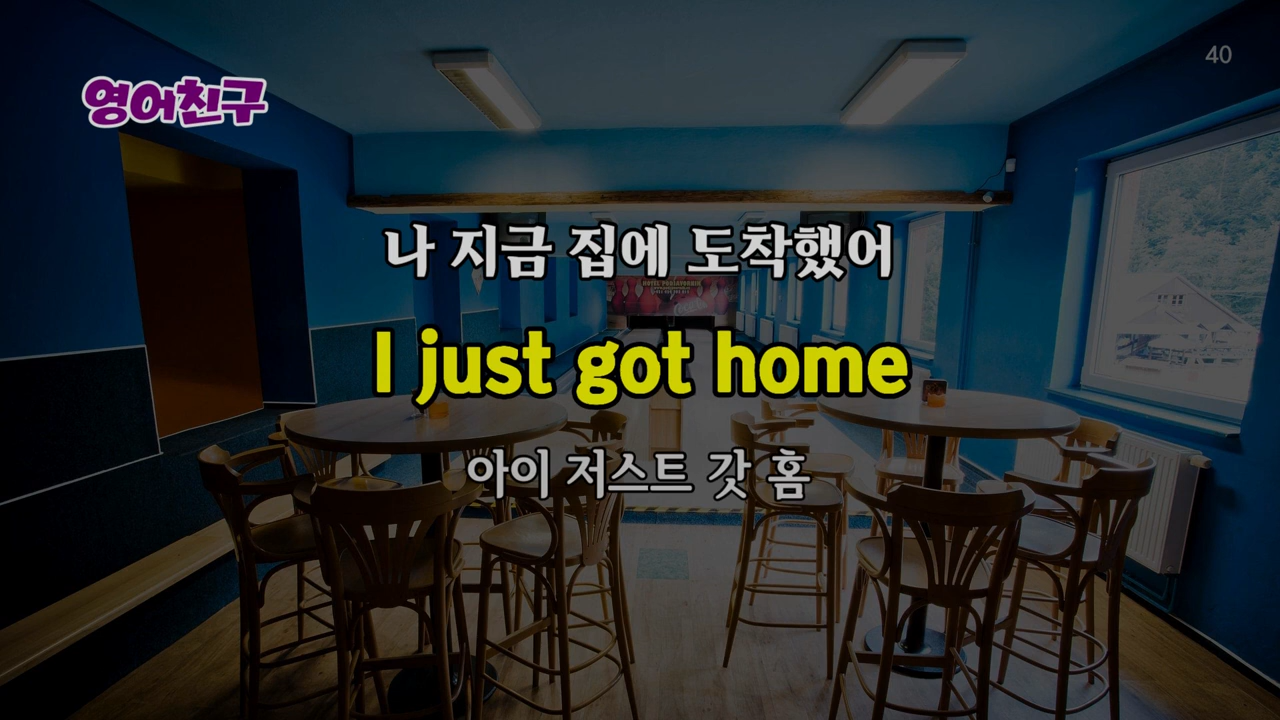 영어친구
40
나 지금 집에 도착했어
I just got home
아이 저스트 갓 홈